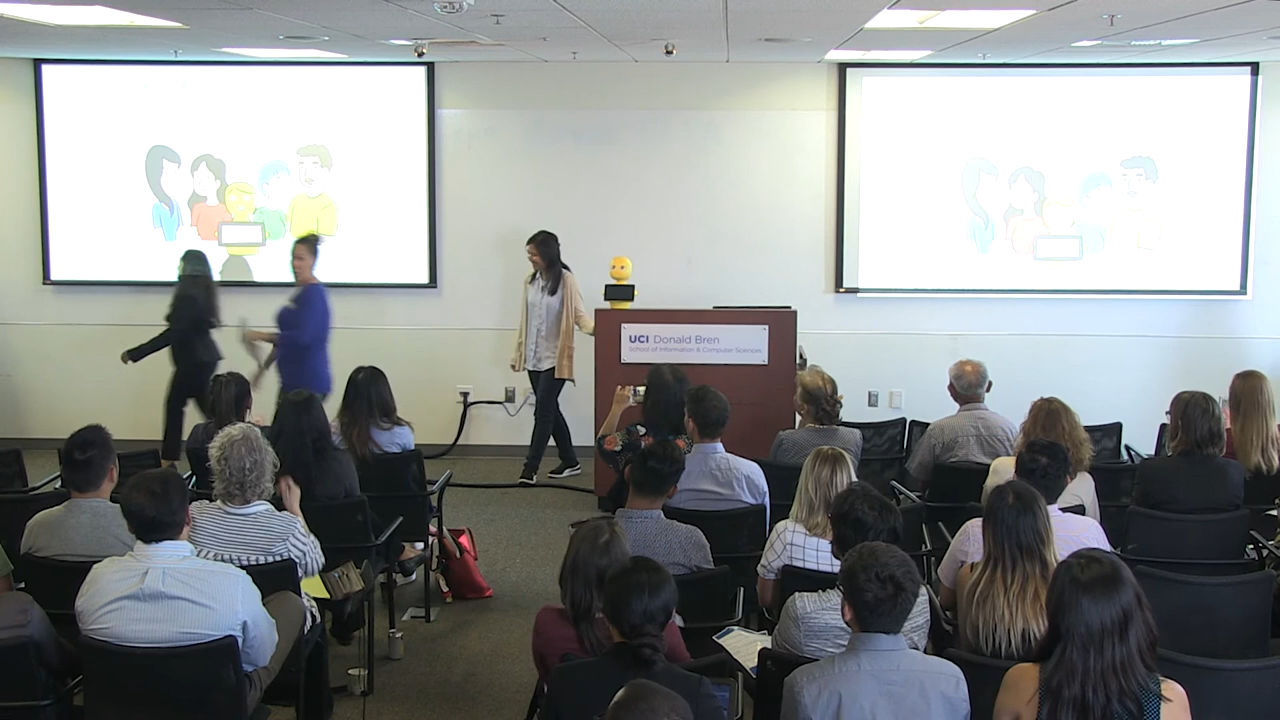 UCI Donald Bren
School of Information & Computer Sciences